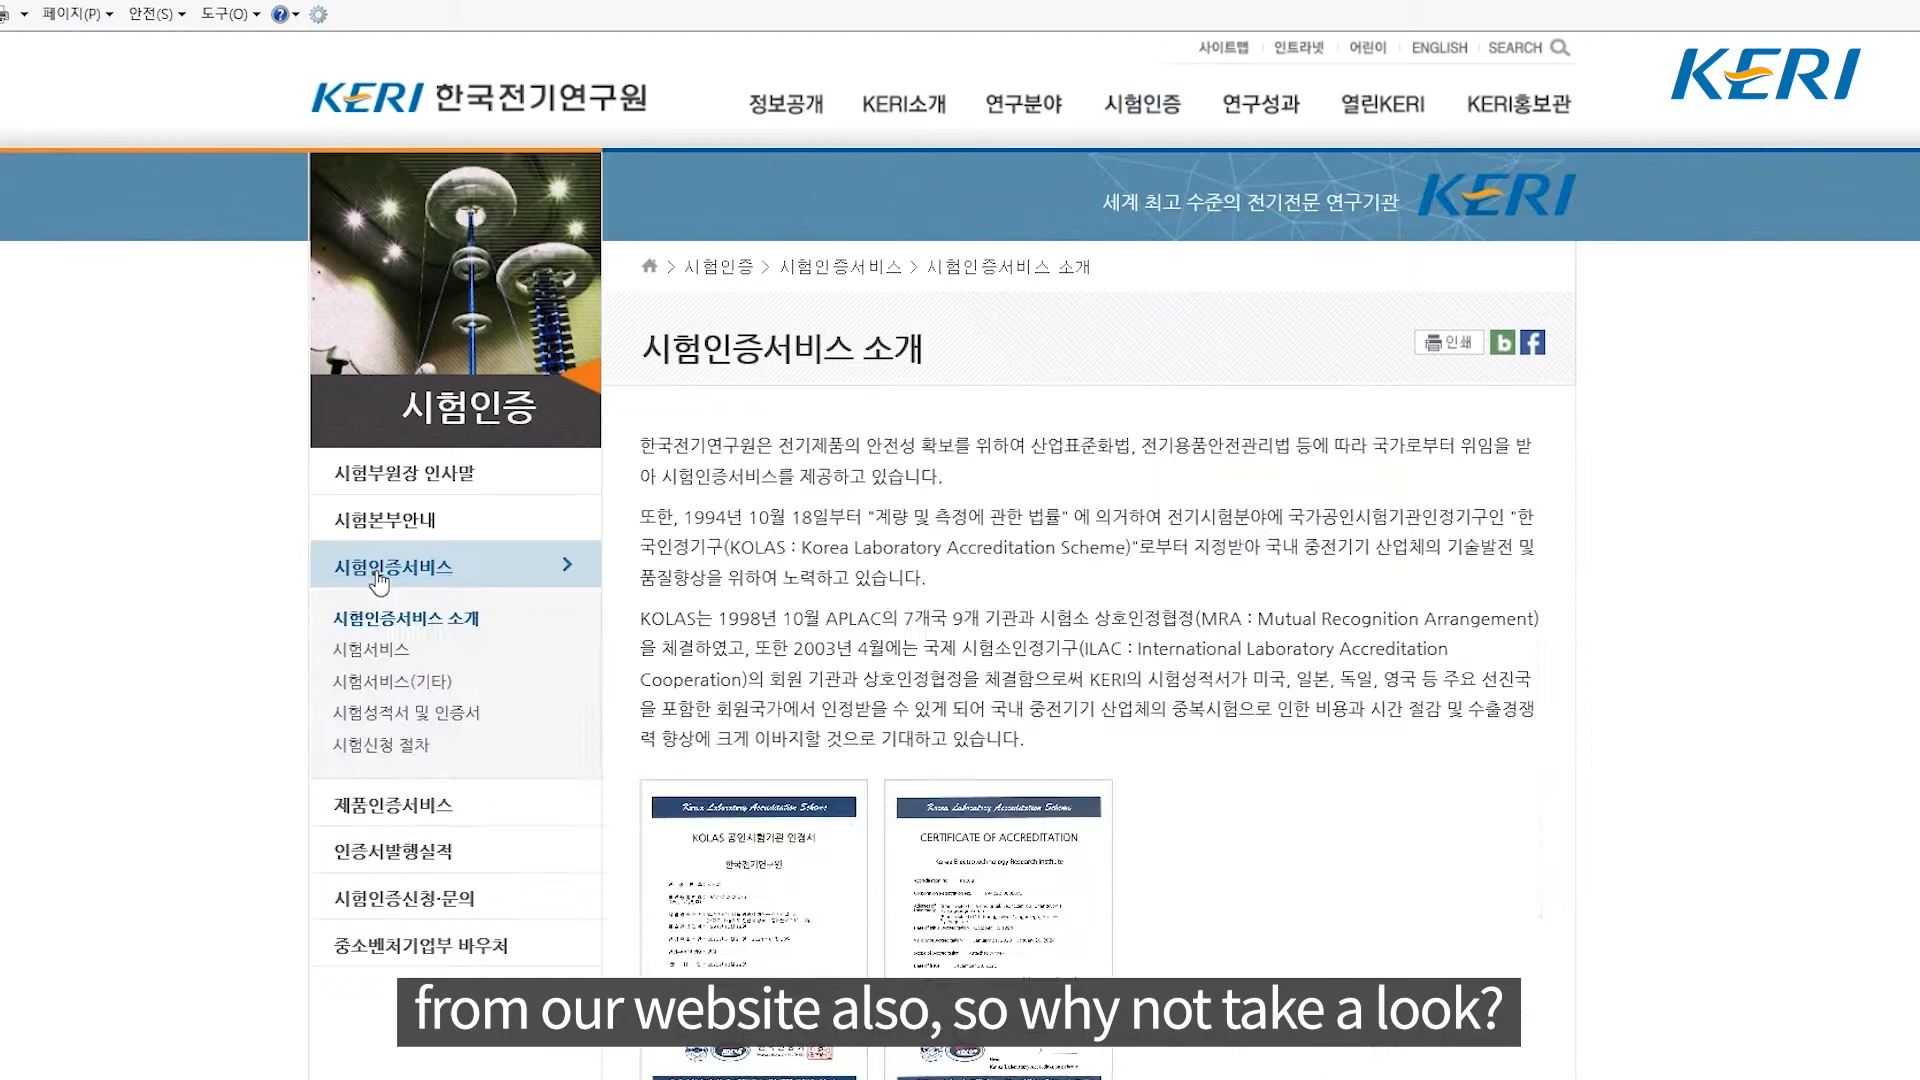 페이지(P) 안전(S) 도구(O)
사이트맵 인트라넷 어린이 ENGLISH SEARCH
KERI
KERI 한국전기연구원
정보공개 KERI소개 연구분야 시험인증 연구성과 열린KERI KERI홍보관
세계 최고 수준의 전기전문 연구기관 KERI
> 시험인증 > 시험인증서비스 > 시험인증서비스 소개
시험인증서비스 소개
인쇄 b f
시험인증
시험부원장 인사말
시험본부안내
시험인증서비스
시험인증서비스 소개
시험서비스
시험서비스(기타)
시험성적서 및 인증서
시험신청 절차
제품인증서비스
인증서발행실적
시험인증신청·문의
중소벤처기업부 바우처
한국전기연구원은 전기제품의 안전성 확보를 위하여 산업표준화법, 전기용품안전관리법 등에 따라 국가로부터 위임을 받
아 시험인증서비스를 제공하고 있습니다.
또한, 1994년 10월 18일부터 "계량 및 측정에 관한 법률" 에 의거하여 전기시험분야에 국가공인시험기관인정기구인 "한
국인정기구(KOLAS : Korea Laboratory Accreditation Scheme)"로부터 지정받아 국내 중전기기 산업체의 기술발전 및
품질향상을 위하여 노력하고 있습니다.
KOLAS는 1998년 10월 APLAC의 7개국 9개 기관과 시험소 상호인정협정(MRA : Mutual Recognition Arrangement)
을 체결하였고, 또한 2003년 4월에는 국제 시험소인정기구(ILAC : International Laboratory Accreditation
Cooperation)의 회원 기관과 상호인정협정을 체결함으로써 KERI의 시험성적서가 미국, 일본, 독일, 영국 등 주요 선진국
을 포함한 회원국가에서 인정받을 수 있게 되어 국내 중전기기 산업체의 중복시험으로 인한 비용과 시간 절감 및 수출경쟁
력 향상에 크게 이바지할 것으로 기대하고 있습니다.
Korea Laboratory Accreditation Scheme
KOLAS 공인시험기관 인정서
한국전기연구원
Korea Laboratory Accreditation Scheme
CERTIFICATE OF ACCREDITATION
Korea Electrotechnology Research Institute
from our website also, so why not take a look?